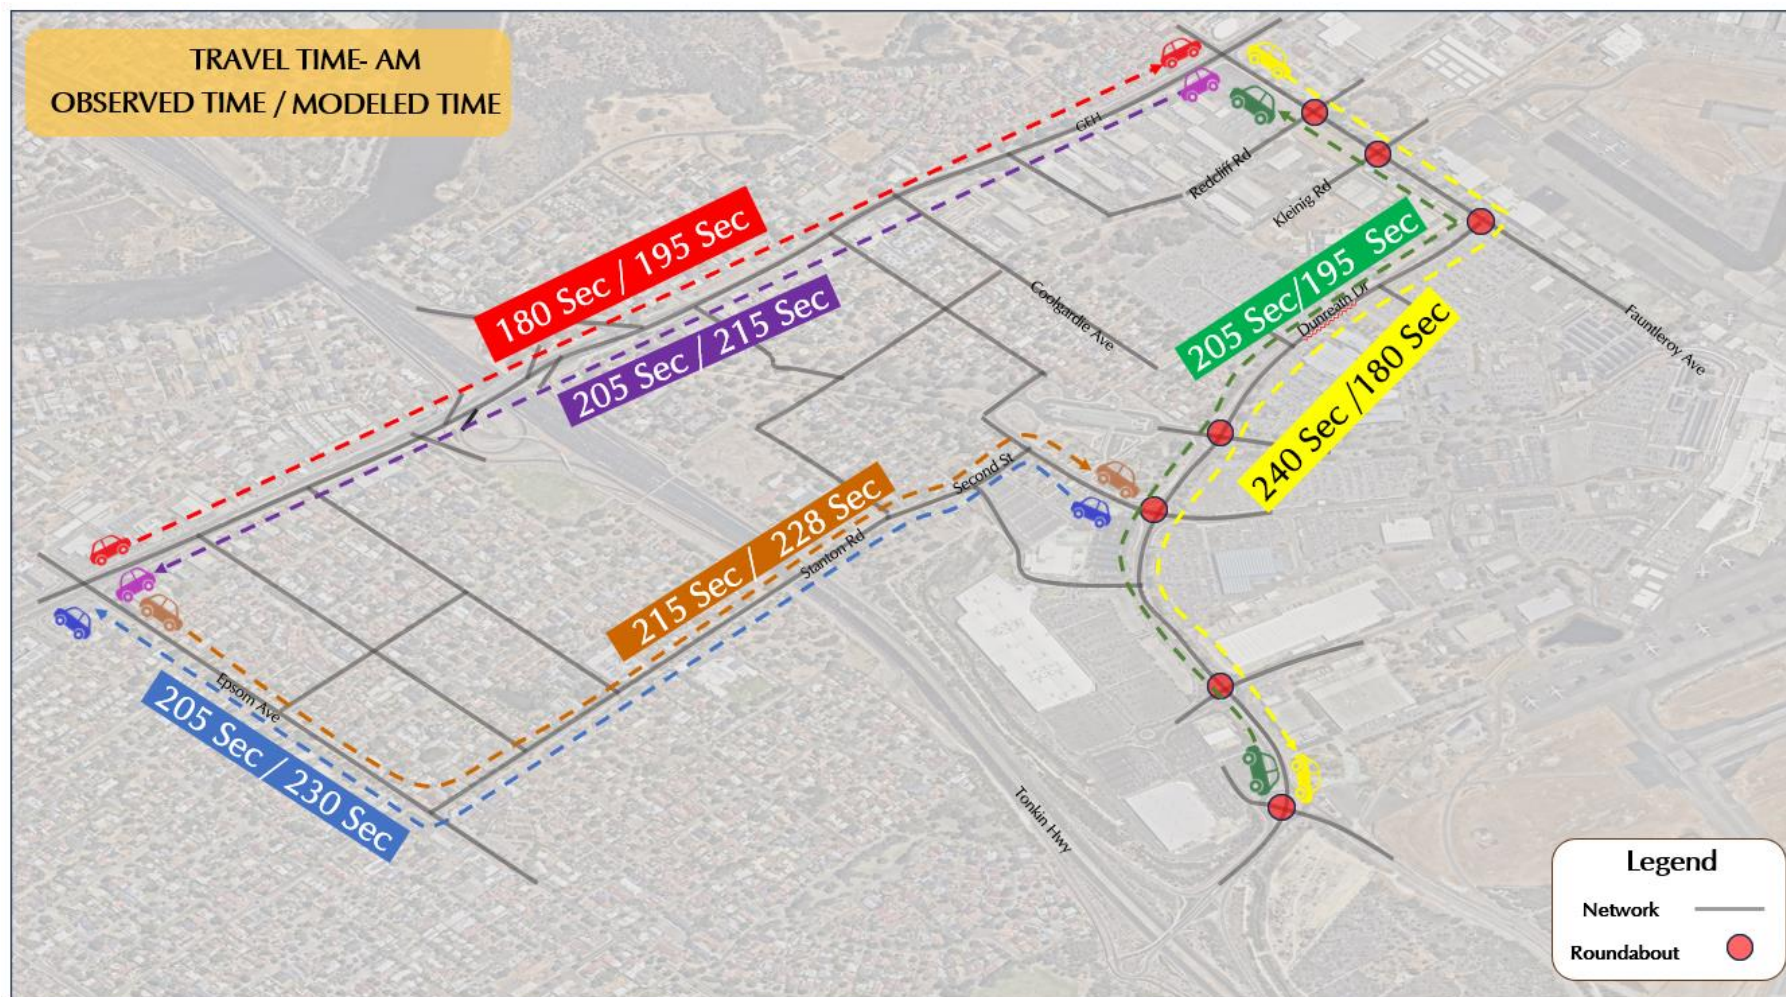 TRAVEL TIME- AM
OBSERVED TIME / MODELED TIME
GEH
Redcliff Rd
Kleinig Rd
180 Sec / 195 Sec
205 Sec / 215 Sec
205 Sec/195 Sec
Coolgardie Ave
Dunreath Dr
Fauntleroy Ave
240 Sec /180 Sec
Second St
215 Sec / 228 Sec
Stanton Rd
Epsom Ave
205 Sec / 230 Sec
Tonkin Hwy
Legend
Network
Roundabout